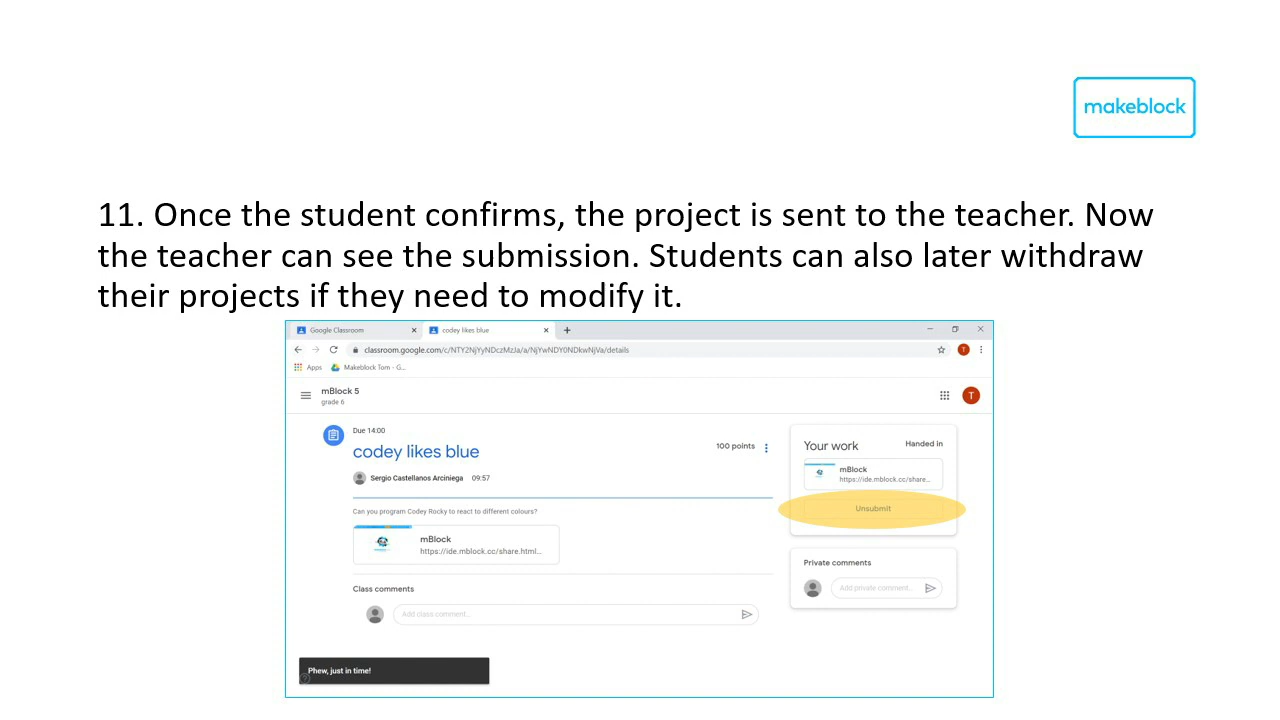 makeblock
11. Once the student confirms, the project is sent to the teacher. Now
the teacher can see the submission. Students can also later withdraw
their projects if they need to modify it.
Google Classroom
codey likes blue
classroom.google.com/c/NTY2NjYyNDczMzJa/a/NjYwNDY0NDkwNjVa/details
T
Apps
Makeblock Tom - G...
mBlock 5
grade 6
T
Due 14:00
codey likes blue
100 points
Sergio Castellanos Arciniega 09:57
Can you program Codey Rocky to react to different colours?
mBlock
https://ide.mblock.cc/share.html...
Class comments
Add class comment...
Your work
Handed in
mBlock
https://ide.mblock.cc/share...
Unsubmit
Private comments
Add private comment...
Phew, just in time!